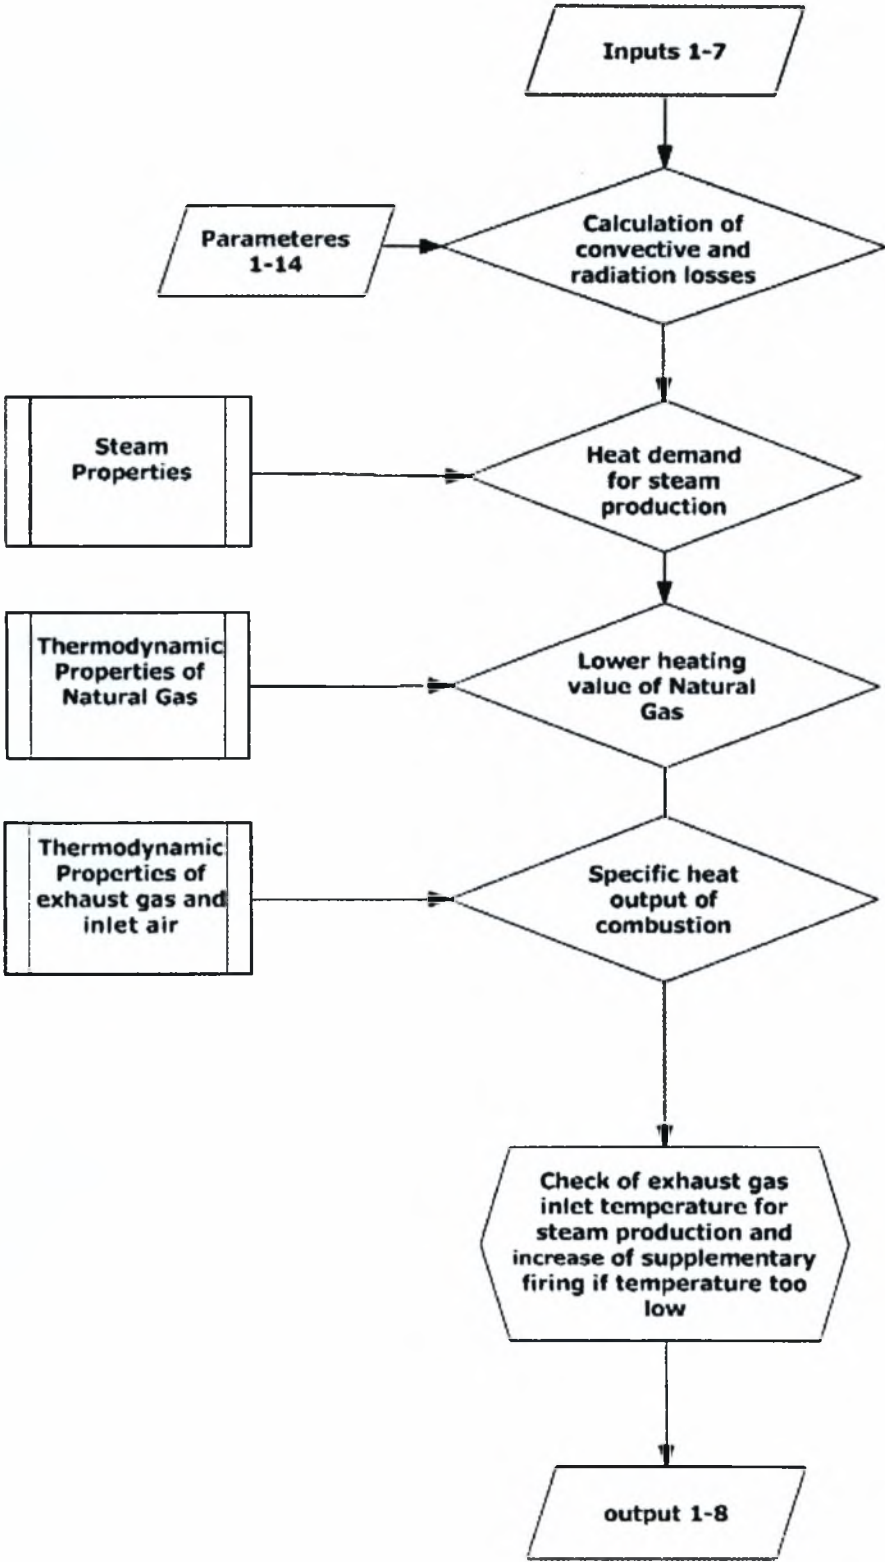 Inputs 1-7
Parameteres
1-14
Calculation of
convective and
radiation losses
Steam
Properties
Heat demand
for steam
production
Thermodynamic
Properties of
Natural Gas
Lower heating
value of Natural
Gas
Thermodynamic
Properties of
exhaust gas and
inlet air
Specific heat
output of
combustion
Check of exhaust gas
inlet temperature for
steam production and
increase of supplementary
firing if temperature too
low
output 1-8